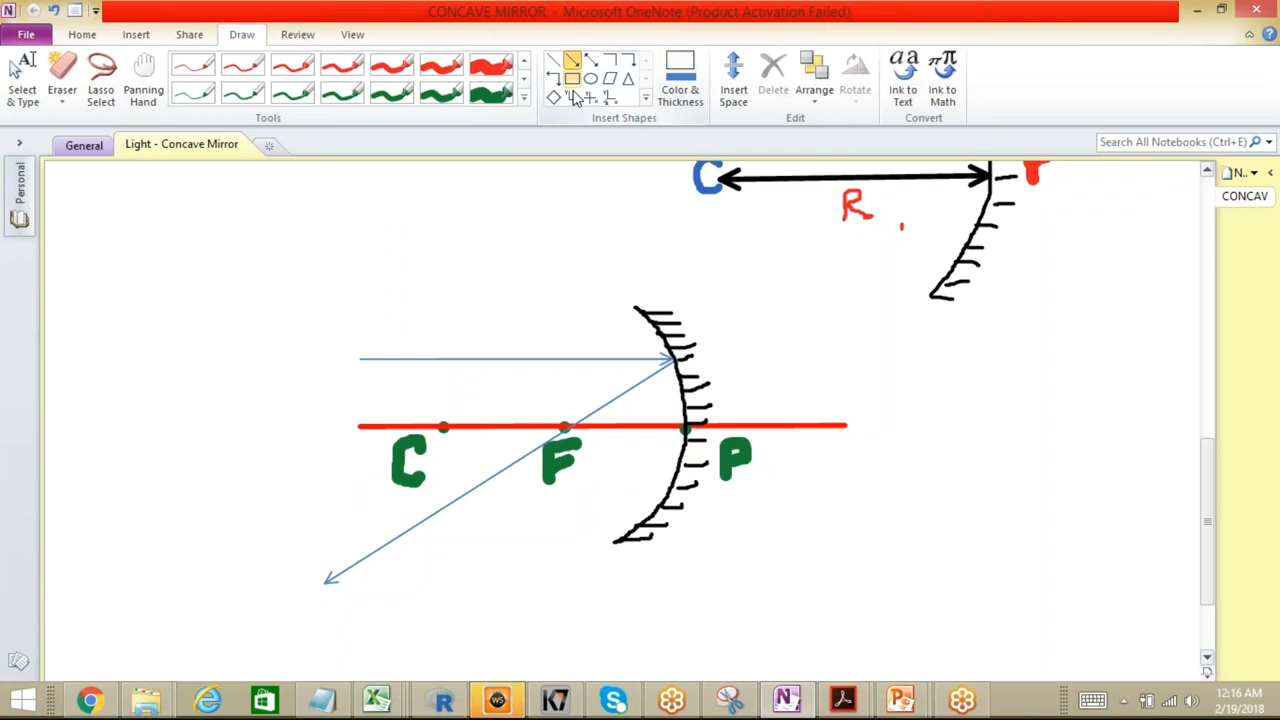 CONCAVE MIRROR - Microsoft OneNote (Product Activation Failed)
File Home Insert Share Draw Review View
Select & Type
Eraser
Lasso Select
Panning Hand
Color & Thickness
Insert Space
Delete
Arrange
Rotate
Ink to Text
Ink to Math
Tools
Insert Shapes
Edit
Convert
General
Light - Concave Mirror
Search All Notebooks (Ctrl+E)
Personal
N..
CONCAV
C
R
C
F
P
12:16 AM
2/19/2018